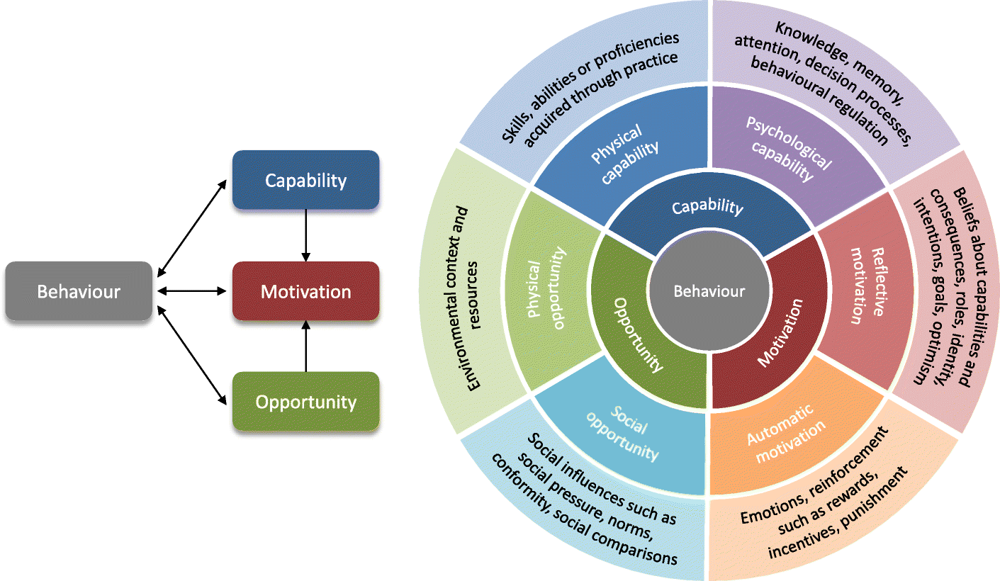 Capability
Motivation
Behaviour
Opportunity
Skills, abilities or proficiencies
acquired through practice
Knowledge, memory,
attention, decision processes,
behavioural regulation
Physical
capability
Psychological
capability
Capability
Environmental context and
resources
Physical
opportunity
Opportunity
Behaviour
Motivation
Reflective
motivation
Beliefs about capabilities and
consequences, roles, identity,
intentions, goals, optimism
Social
opportunity
Automatic
motivation
Social influences such as
social pressure, norms,
conformity, social comparisons
Emotions, reinforcement
such as rewards,
incentives, punishment